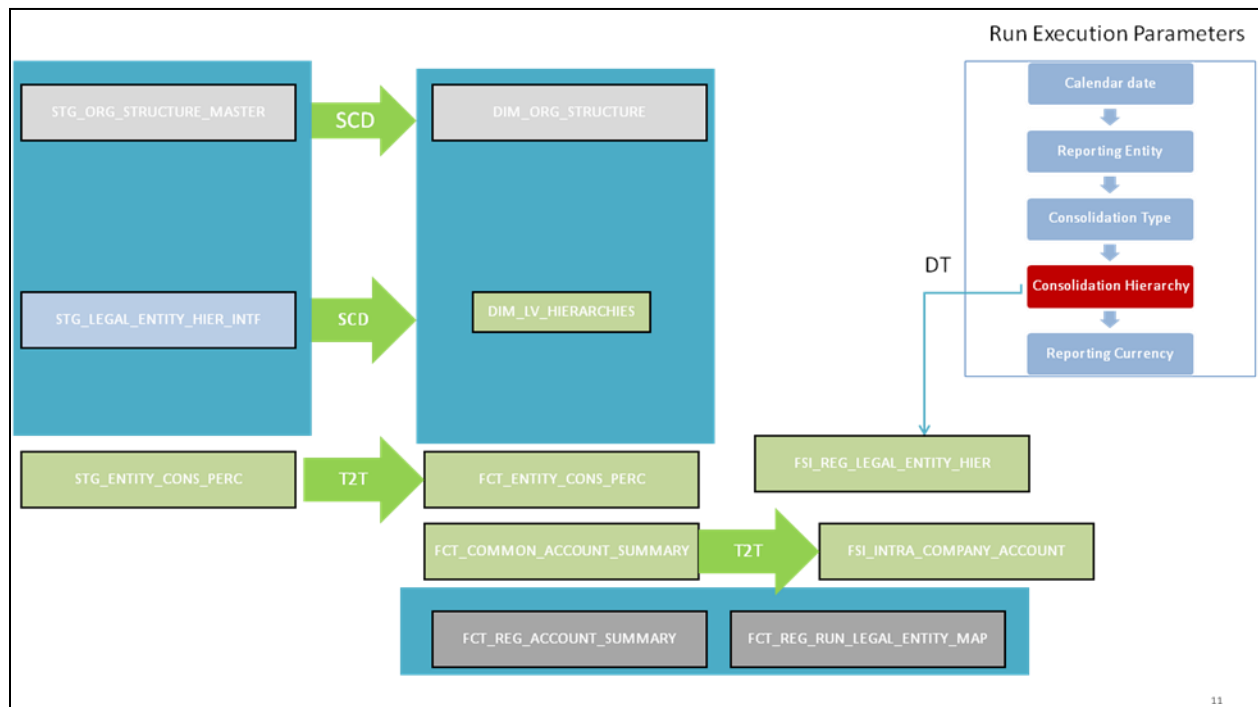 Run Execution Parameters
STG_ORG_STRUCTURE_MASTER
SCD
DIM_ORG_STRUCTURE
Calendar date
Reporting Entity
Consolidation Type
DT
Consolidation Hierarchy
STG_LEGAL_ENTITY_HIER_INTF
SCD
DIM_LV_HIERARCHIES
Reporting Currency
STG_ENTITY_CONS_PERC
T2T
FCT_ENTITY_CONS_PERC
FSI_REG_LEGAL_ENTITY_HIER
FCT_COMMON_ACCOUNT_SUMMARY
T2T
FSI_INTRA_COMPANY_ACCOUNT
FCT_REG_ACCOUNT_SUMMARY
FCT_REG_RUN_LEGAL_ENTITY_MAP
11